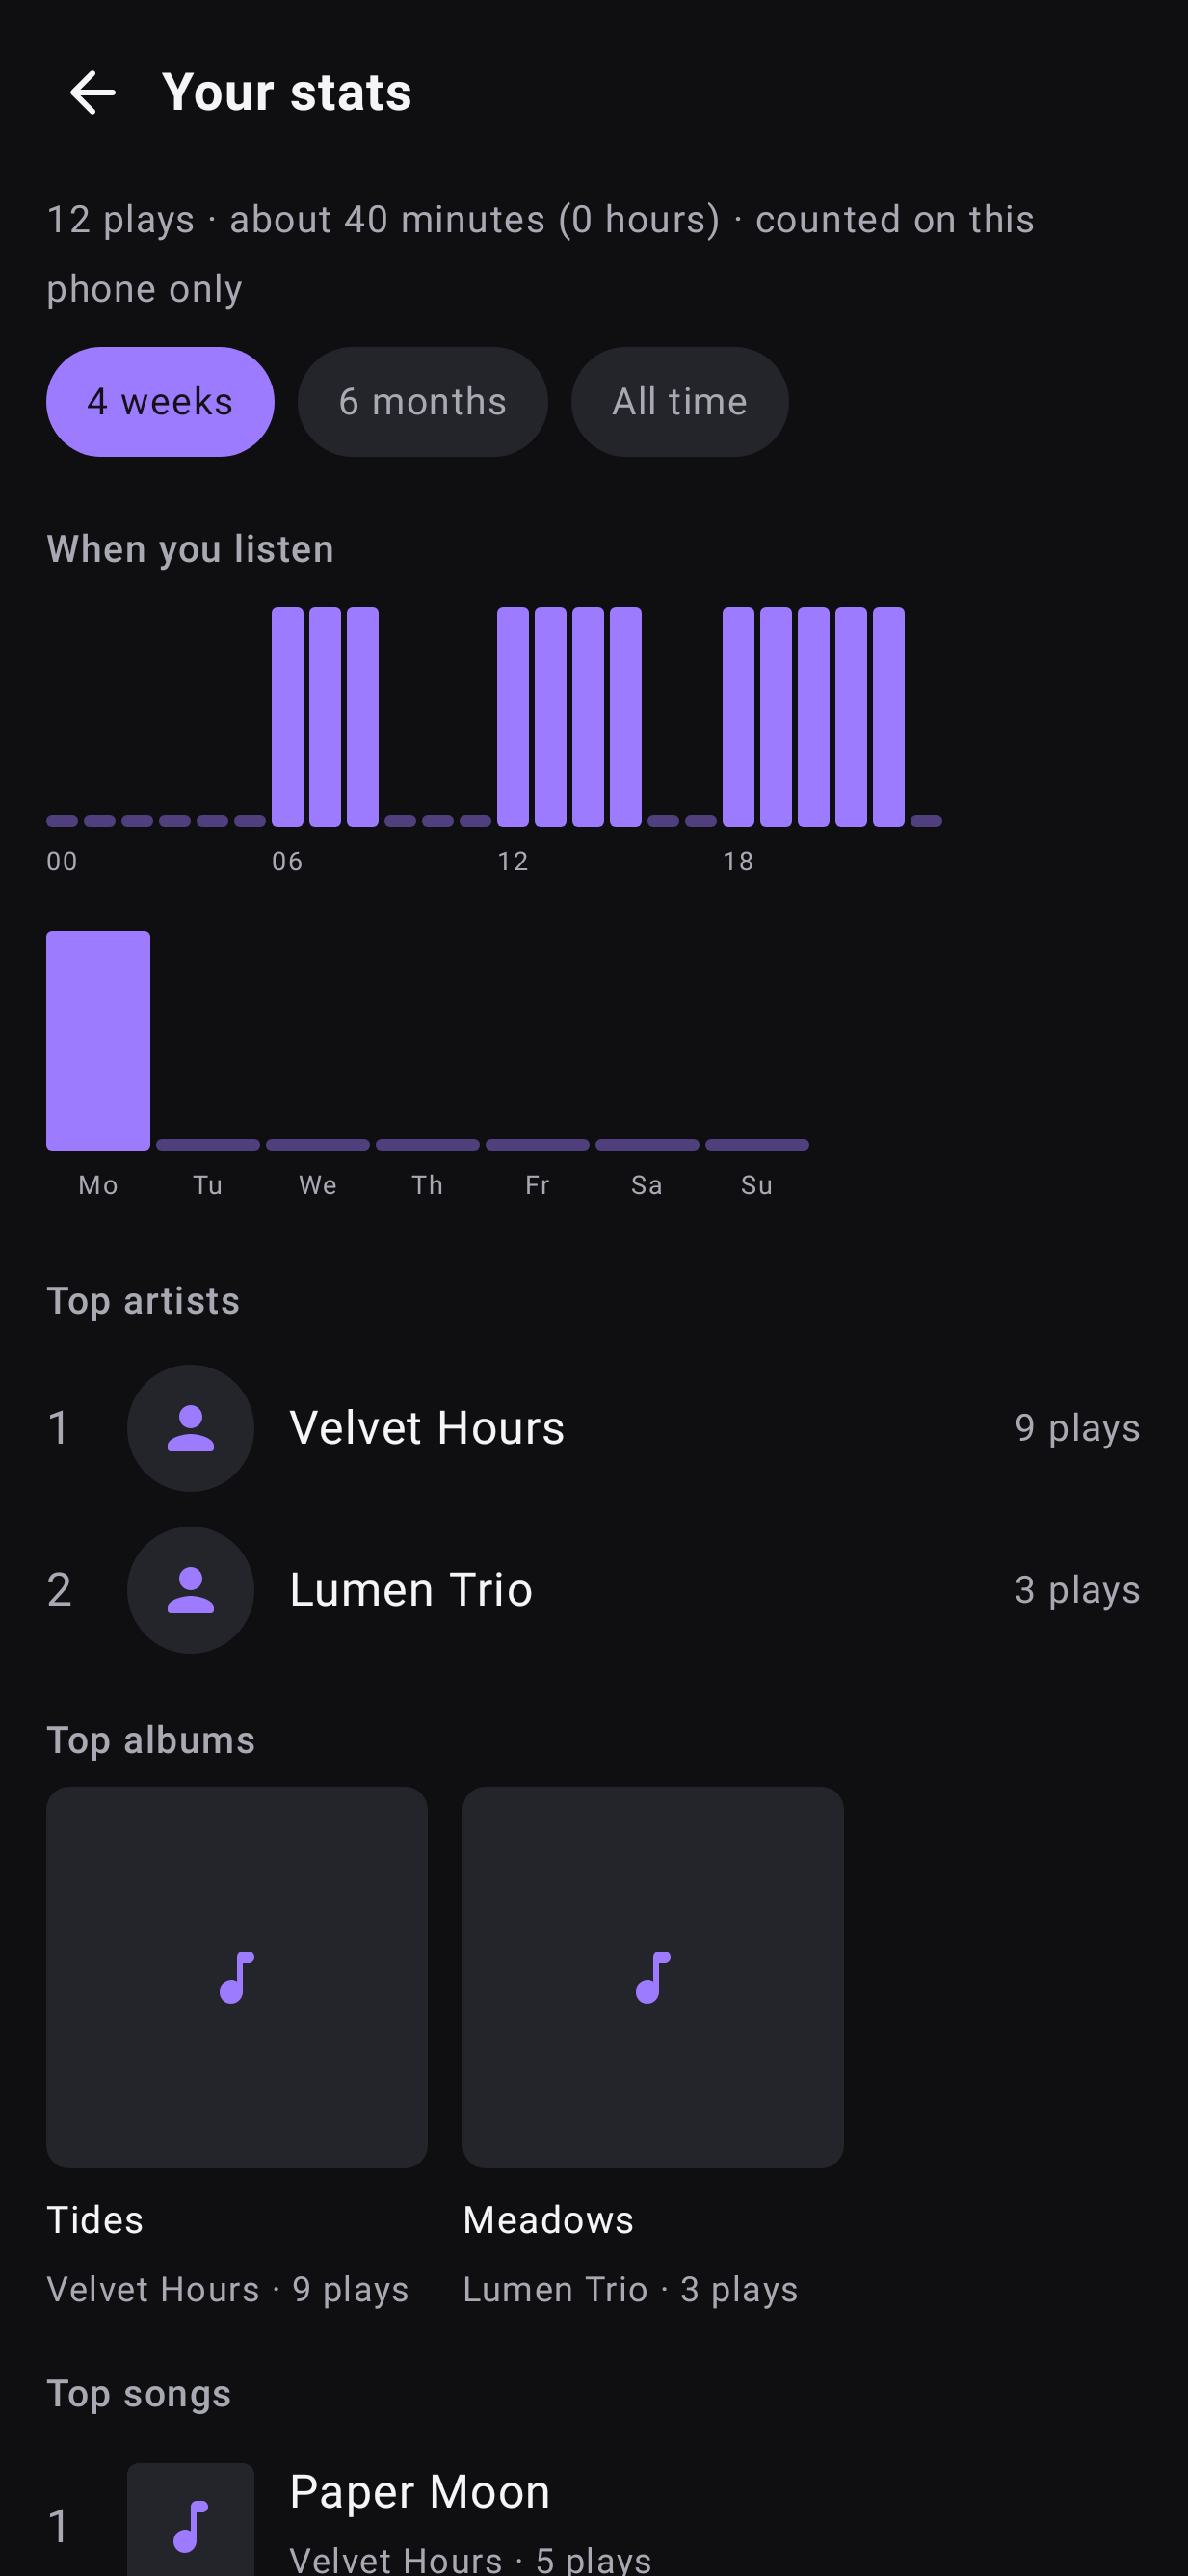 Your stats
12 plays · about 40 minutes (0 hours) · counted on this
phone only
4 weeks 6 months All time
When you listen
00 06 12 18
Mo Tu We Th Fr Sa Su
Top artists
1 Velvet Hours 9 plays
2 Lumen Trio 3 plays
Top albums
Tides Meadows
Velvet Hours · 9 plays Lumen Trio · 3 plays
Top songs
1 Paper Moon
Velvet Hours · 5 plays